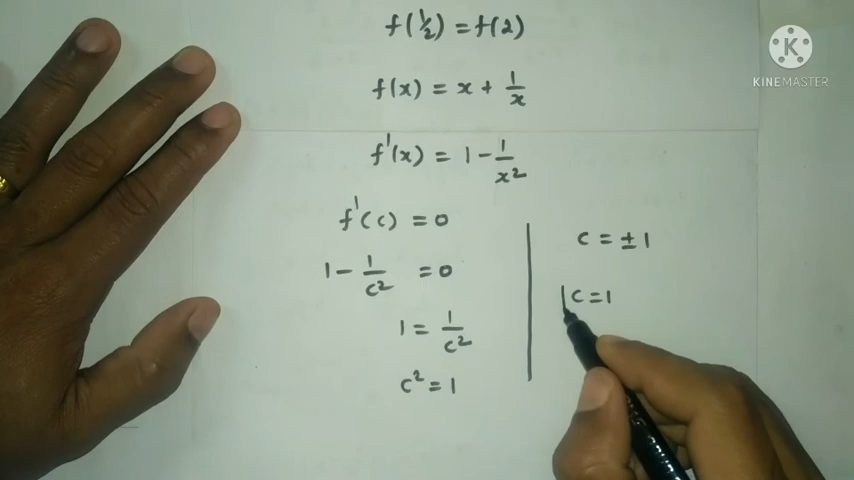 f(1/2) = f(2)
f(x) = x + 1/x
f'(x) = 1 - 1/x²
f'(c) = 0
1 - 1/c² = 0
1 = 1/c²
c² = 1
c = ± 1
c = 1
K
KINEMASTER